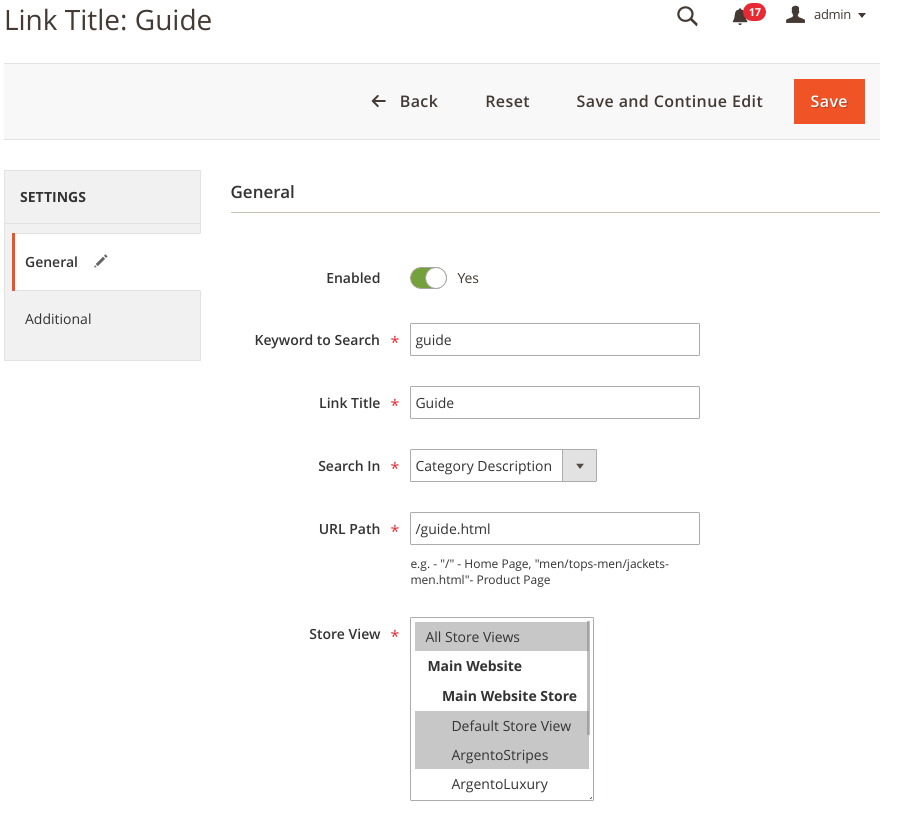 Link Title: Guide
17
admin
Back
Reset
Save and Continue Edit
Save
SETTINGS
General
Additional
General
Enabled
Yes
Keyword to Search *
guide
Link Title *
Guide
Search In *
Category Description
URL Path *
/guide.html
e.g. - "/" - Home Page, "men/tops-men/jackets-
men.html"- Product Page
Store View *
All Store Views
Main Website
Main Website Store
Default Store View
ArgentoStripes
ArgentoLuxury